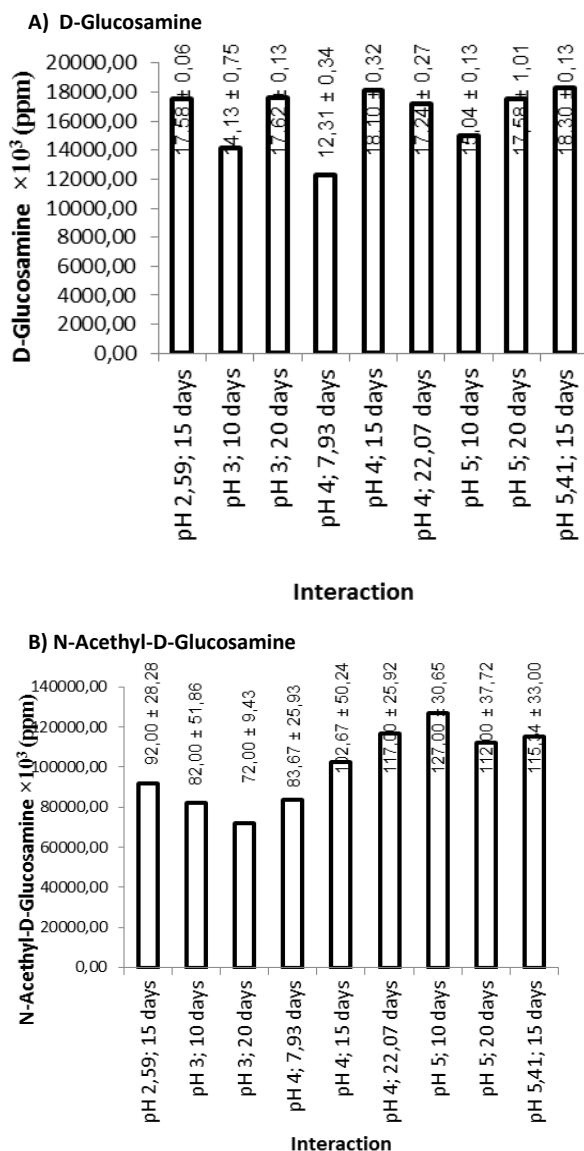 A) D-Glucosamine
D-Glucosamine ×10³ (ppm)
20000,00
18000,00
16000,00
14000,00
12000,00
10000,00
8000,00
6000,00
4000,00
2000,00
0,00
17.58 ± 0,06
14,13 ± 0,75
17.62 ± 0,13
12,31 ± 0,34
18.10 ± 0,32
17.24 ± 0,27
15,04 ± 0,13
17,58 ± 1,01
18.30 ± 0,13
pH 2,59; 15 days
pH 3; 10 days
pH 3; 20 days
pH 4; 7,93 days
pH 4; 15 days
pH 4; 22,07 days
pH 5; 10 days
pH 5; 20 days
pH 5,41; 15 days
Interaction
B) N-Acethyl-D-Glucosamine
N-Acethyl-D-Glucosamine ×10³ (ppm)
140000,00
120000,00
100000,00
80000,00
60000,00
40000,00
20000,00
0,00
92,00 ± 28,28
82,00 ± 51,86
72,00 ± 9,43
83,67 ± 25,93
102,67 ± 50,24
117,00 ± 25,92
127,00 ± 30,65
112,00 ± 37,72
115,34 ± 33,00
pH 2,59; 15 days
pH 3; 10 days
pH 3; 20 days
pH 4; 7,93 days
pH 4; 15 days
pH 4; 22,07 days
pH 5; 10 days
pH 5; 20 days
pH 5,41; 15 days
Interaction